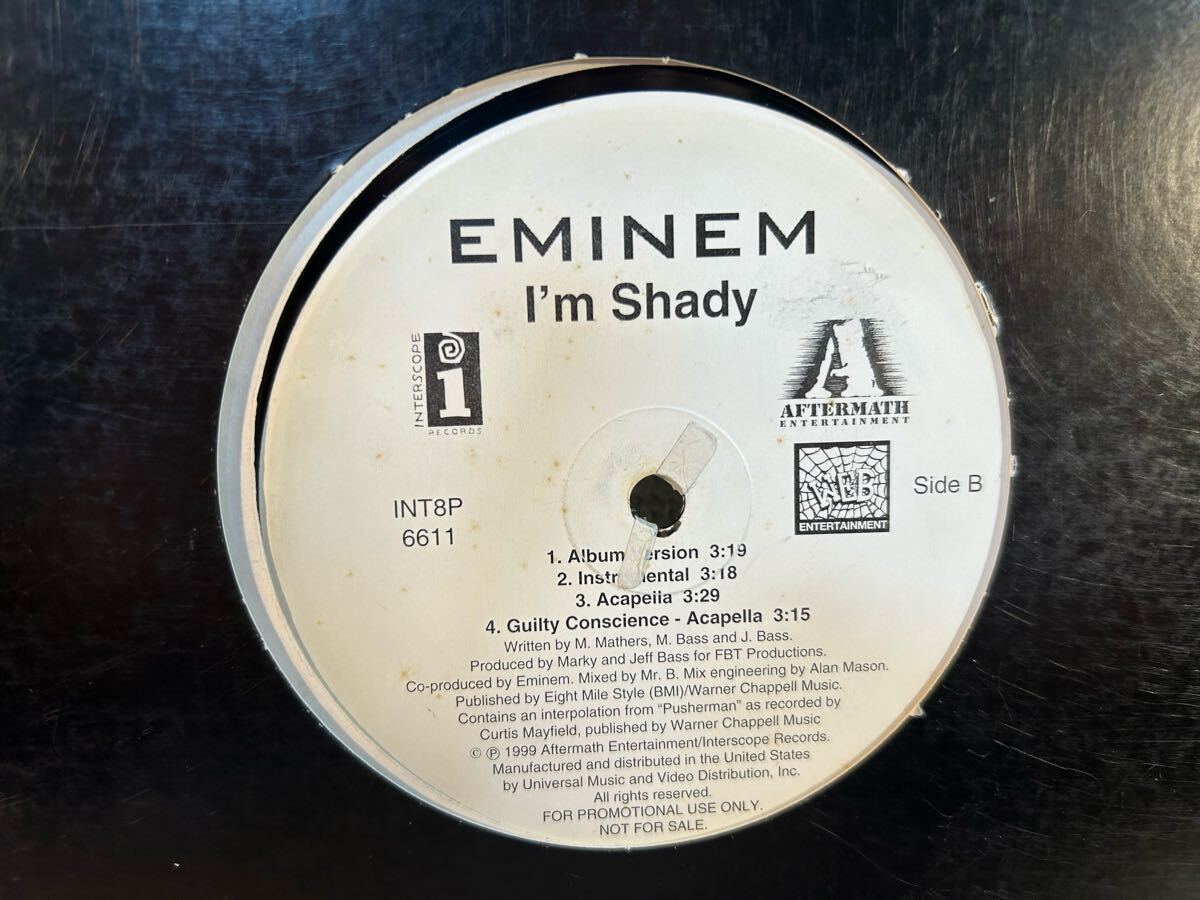 EMINEM
I'm Shady
INTERSCOPE
RECORDS
AFTERMATH
ENTERTAINMENT
WEB
ENTERTAINMENT
Side B
INT8P
6611
1. Album ersion 3:19
2. Instr ental 3:18
3. Acapella 3:29
4. Guilty Conscience - Acapella 3:15
Written by M. Mathers, M. Bass and J. Bass.
Produced by Marky and Jeff Bass for FBT Productions.
Co-produced by Eminem. Mixed by Mr. B. Mix engineering by Alan Mason.
Published by Eight Mile Style (BMI)/Warner Chappell Music.
Contains an interpolation from "Pusherman" as recorded by
Curtis Mayfield, published by Warner Chappell Music
© ℗ 1999 Aftermath Entertainment/Interscope Records.
Manufactured and distributed in the United States
by Universal Music and Video Distribution, Inc.
All rights reserved.
FOR PROMOTIONAL USE ONLY.
NOT FOR SALE.